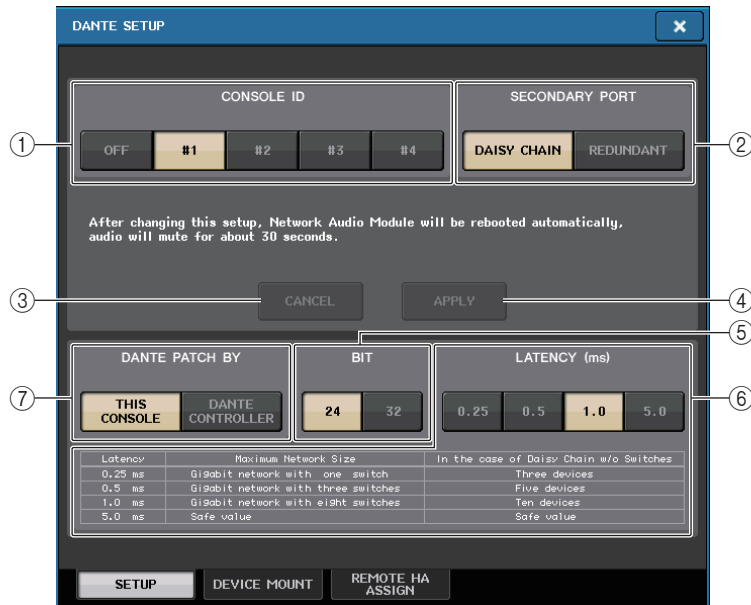 DANTE SETUP
×
CONSOLE ID
SECONDARY PORT
1
OFF #1 #2 #3 #4
DAISY CHAIN REDUNDANT
2
After changing this setup, Network Audio Module will be rebooted automatically,
audio will mute for about 30 seconds.
3
CANCEL
APPLY
4
5
DANTE PATCH BY
BIT
LATENCY (ms)
7
THIS
CONSOLE
DANTE
CONTROLLER
24 32
0.25 0.5 1.0 5.0
6
Latency Maximum Network Size In the case of Daisy Chain w/o Switches
0.25 ms Gigabit network with one switch Three devices
0.5 ms Gigabit network with three switches Five devices
1.0 ms Gigabit network with eight switches Ten devices
5.0 ms Safe value Safe value
SETUP
DEVICE MOUNT
REMOTE HA
ASSIGN